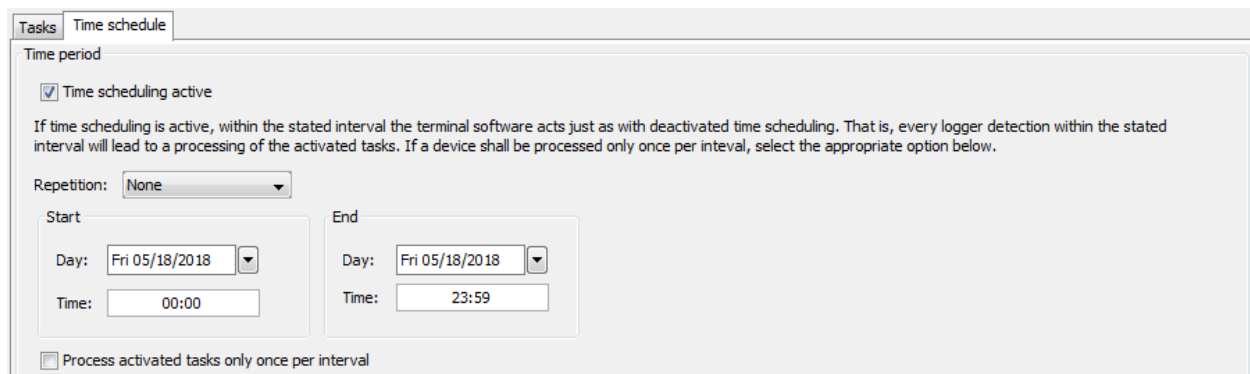 Tasks Time schedule
Time period
Time scheduling active
If time scheduling is active, within the stated interval the terminal software acts just as with deactivated time scheduling. That is, every logger detection within the stated
interval will lead to a processing of the activated tasks. If a device shall be processed only once per inteval, select the appropriate option below.
Repetition: None
Start End
Day: Fri 05/18/2018 Day: Fri 05/18/2018
Time: 00:00 Time: 23:59
Process activated tasks only once per interval